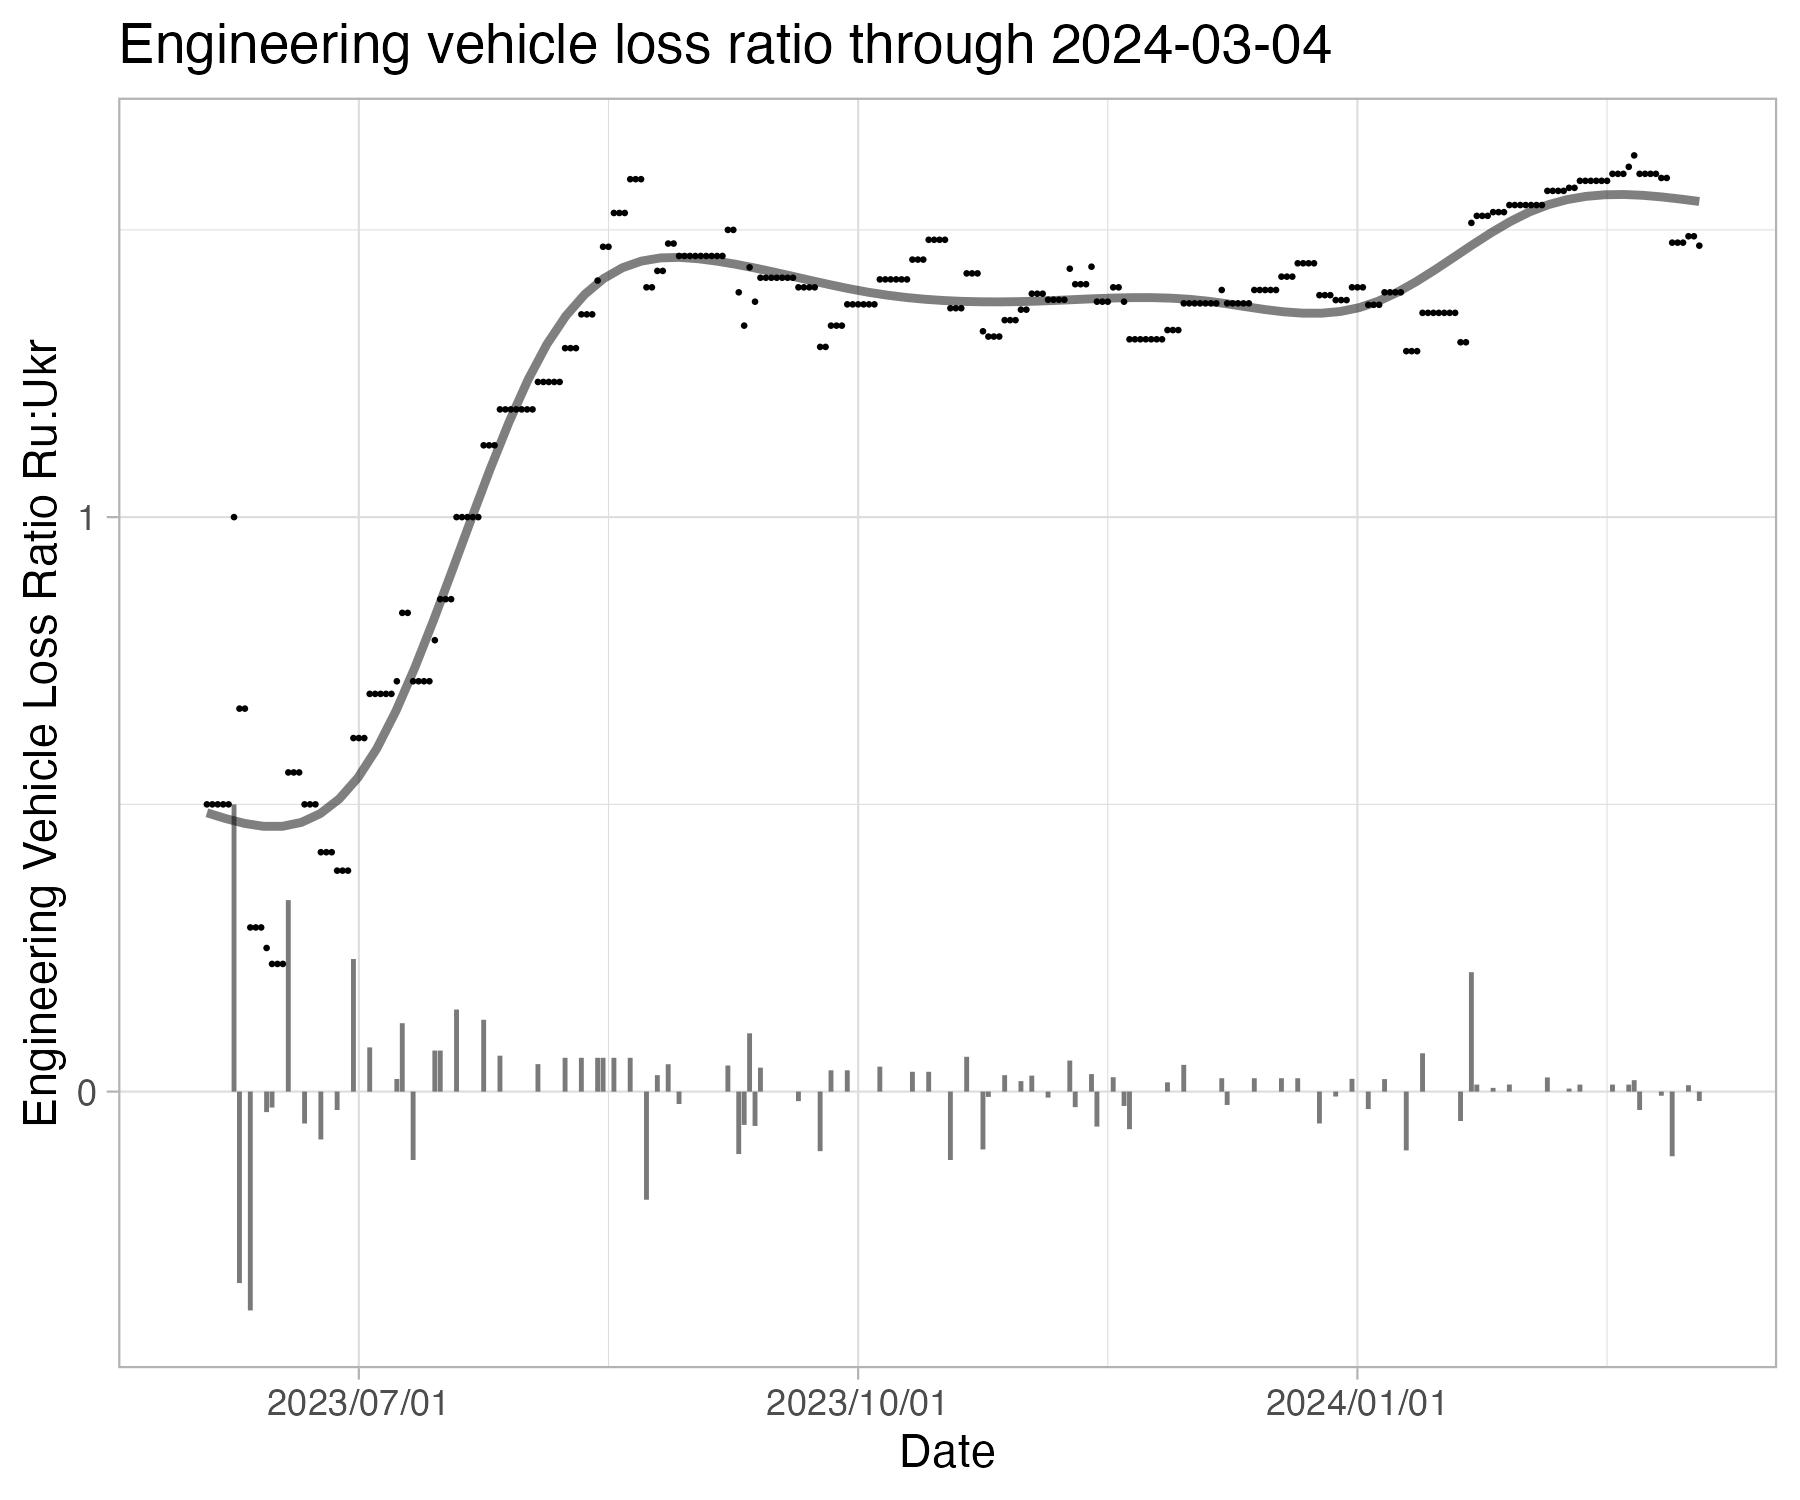 Engineering vehicle loss ratio through 2024-03-04
Engineering Vehicle Loss Ratio Ru:Ukr
1
0
2023/07/01
2023/10/01
2024/01/01
Date